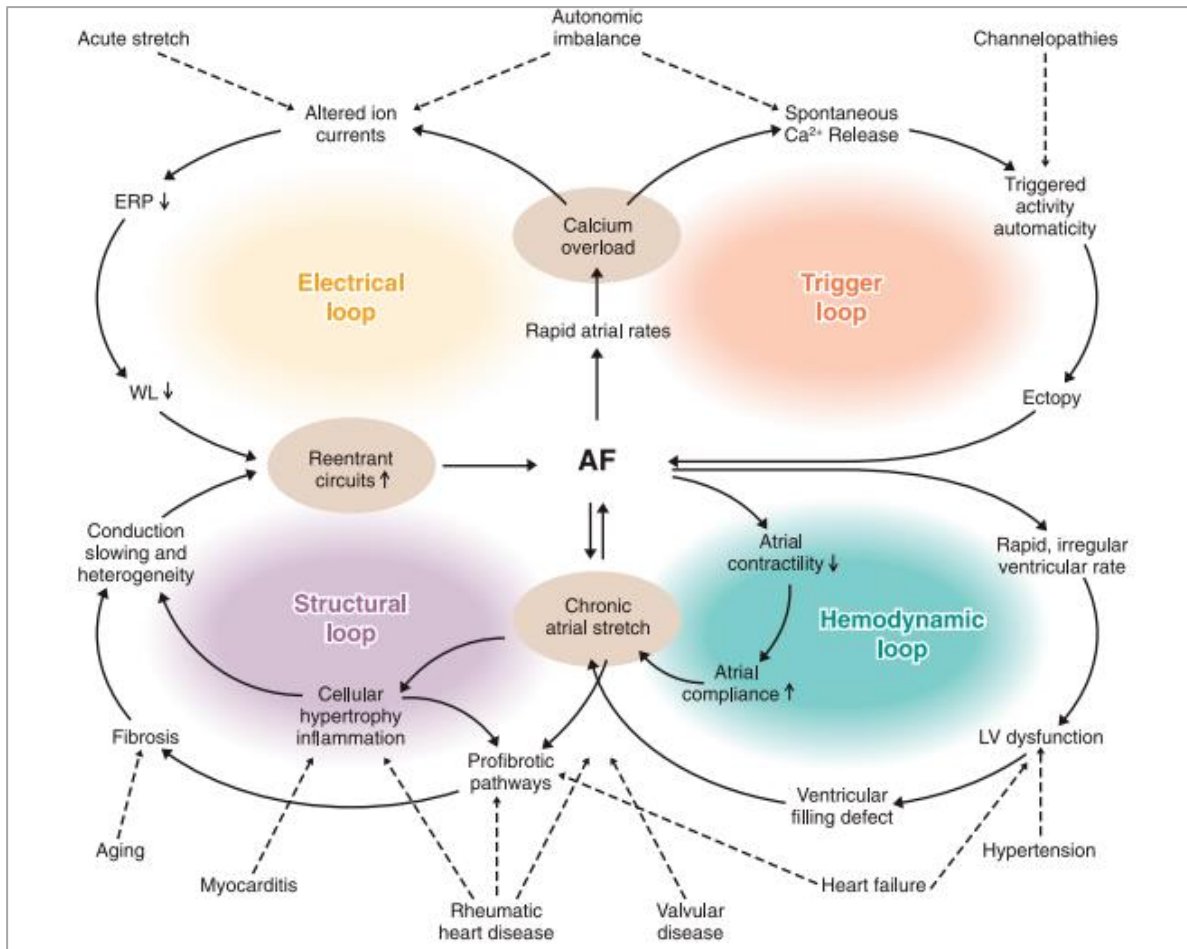 Acute stretch
Autonomic
imbalance
Channelopathies
Altered ion
currents
Spontaneous
Ca²⁺ Release
ERP ↓
Calcium
overload
Triggered
activity
automaticity
Electrical
loop
Trigger
loop
Rapid atrial rates
WL ↓
Ectopy
Reentrant
circuits ↑
AF
Conduction
slowing and
heterogeneity
Atrial
contractility ↓
Rapid, irregular
ventricular rate
Structural
loop
Chronic
atrial stretch
Hemodynamic
loop
Atrial
compliance ↑
Cellular
hypertrophy
inflammation
Fibrosis
LV dysfunction
Profibrotic
pathways
Ventricular
filling defect
Aging
Hypertension
Myocarditis
Heart failure
Rheumatic
heart disease
Valvular
disease